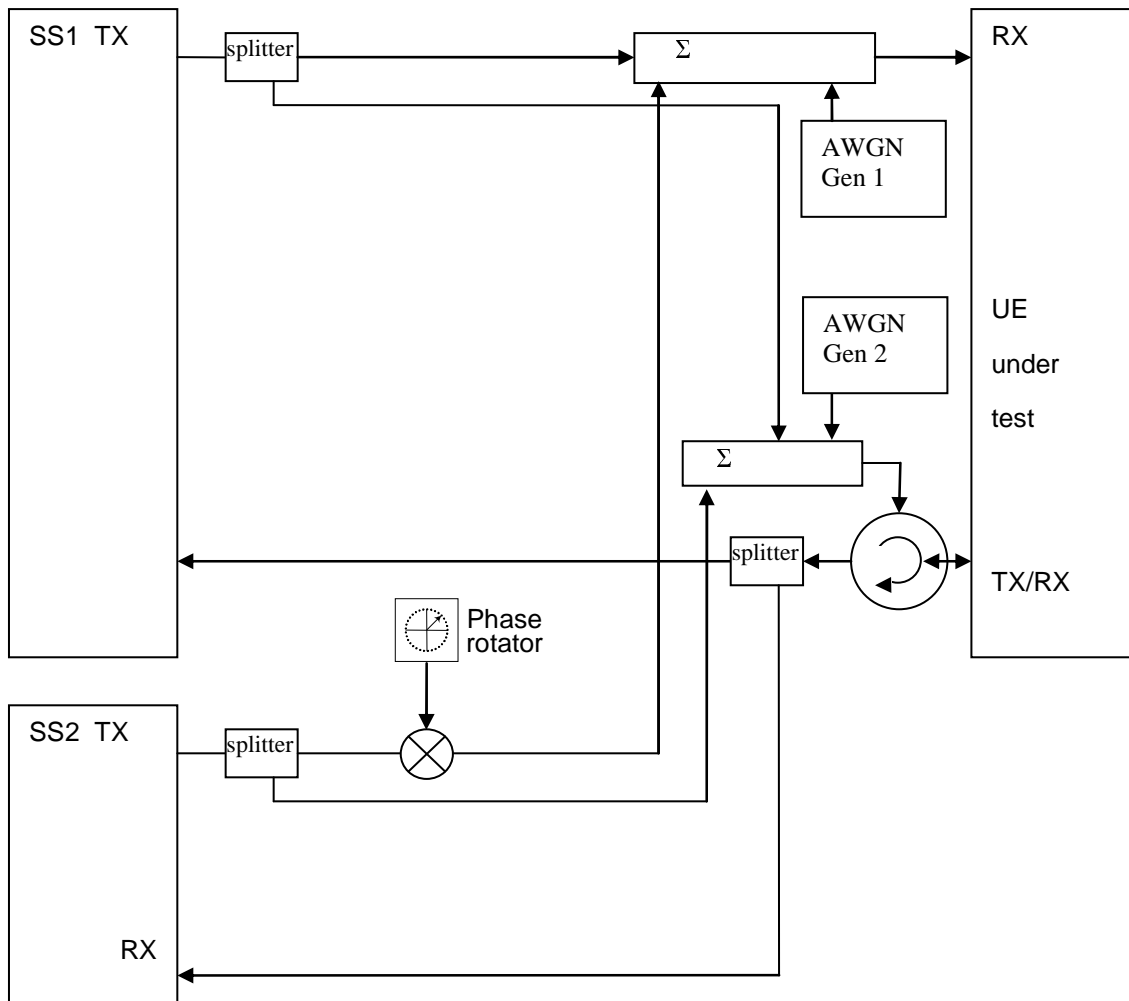 SS1 TX
splitter
Σ
RX
AWGN
Gen 1
AWGN
Gen 2
UE
under
test
Σ
splitter
TX/RX
Phase
rotator
SS2 TX
splitter
RX